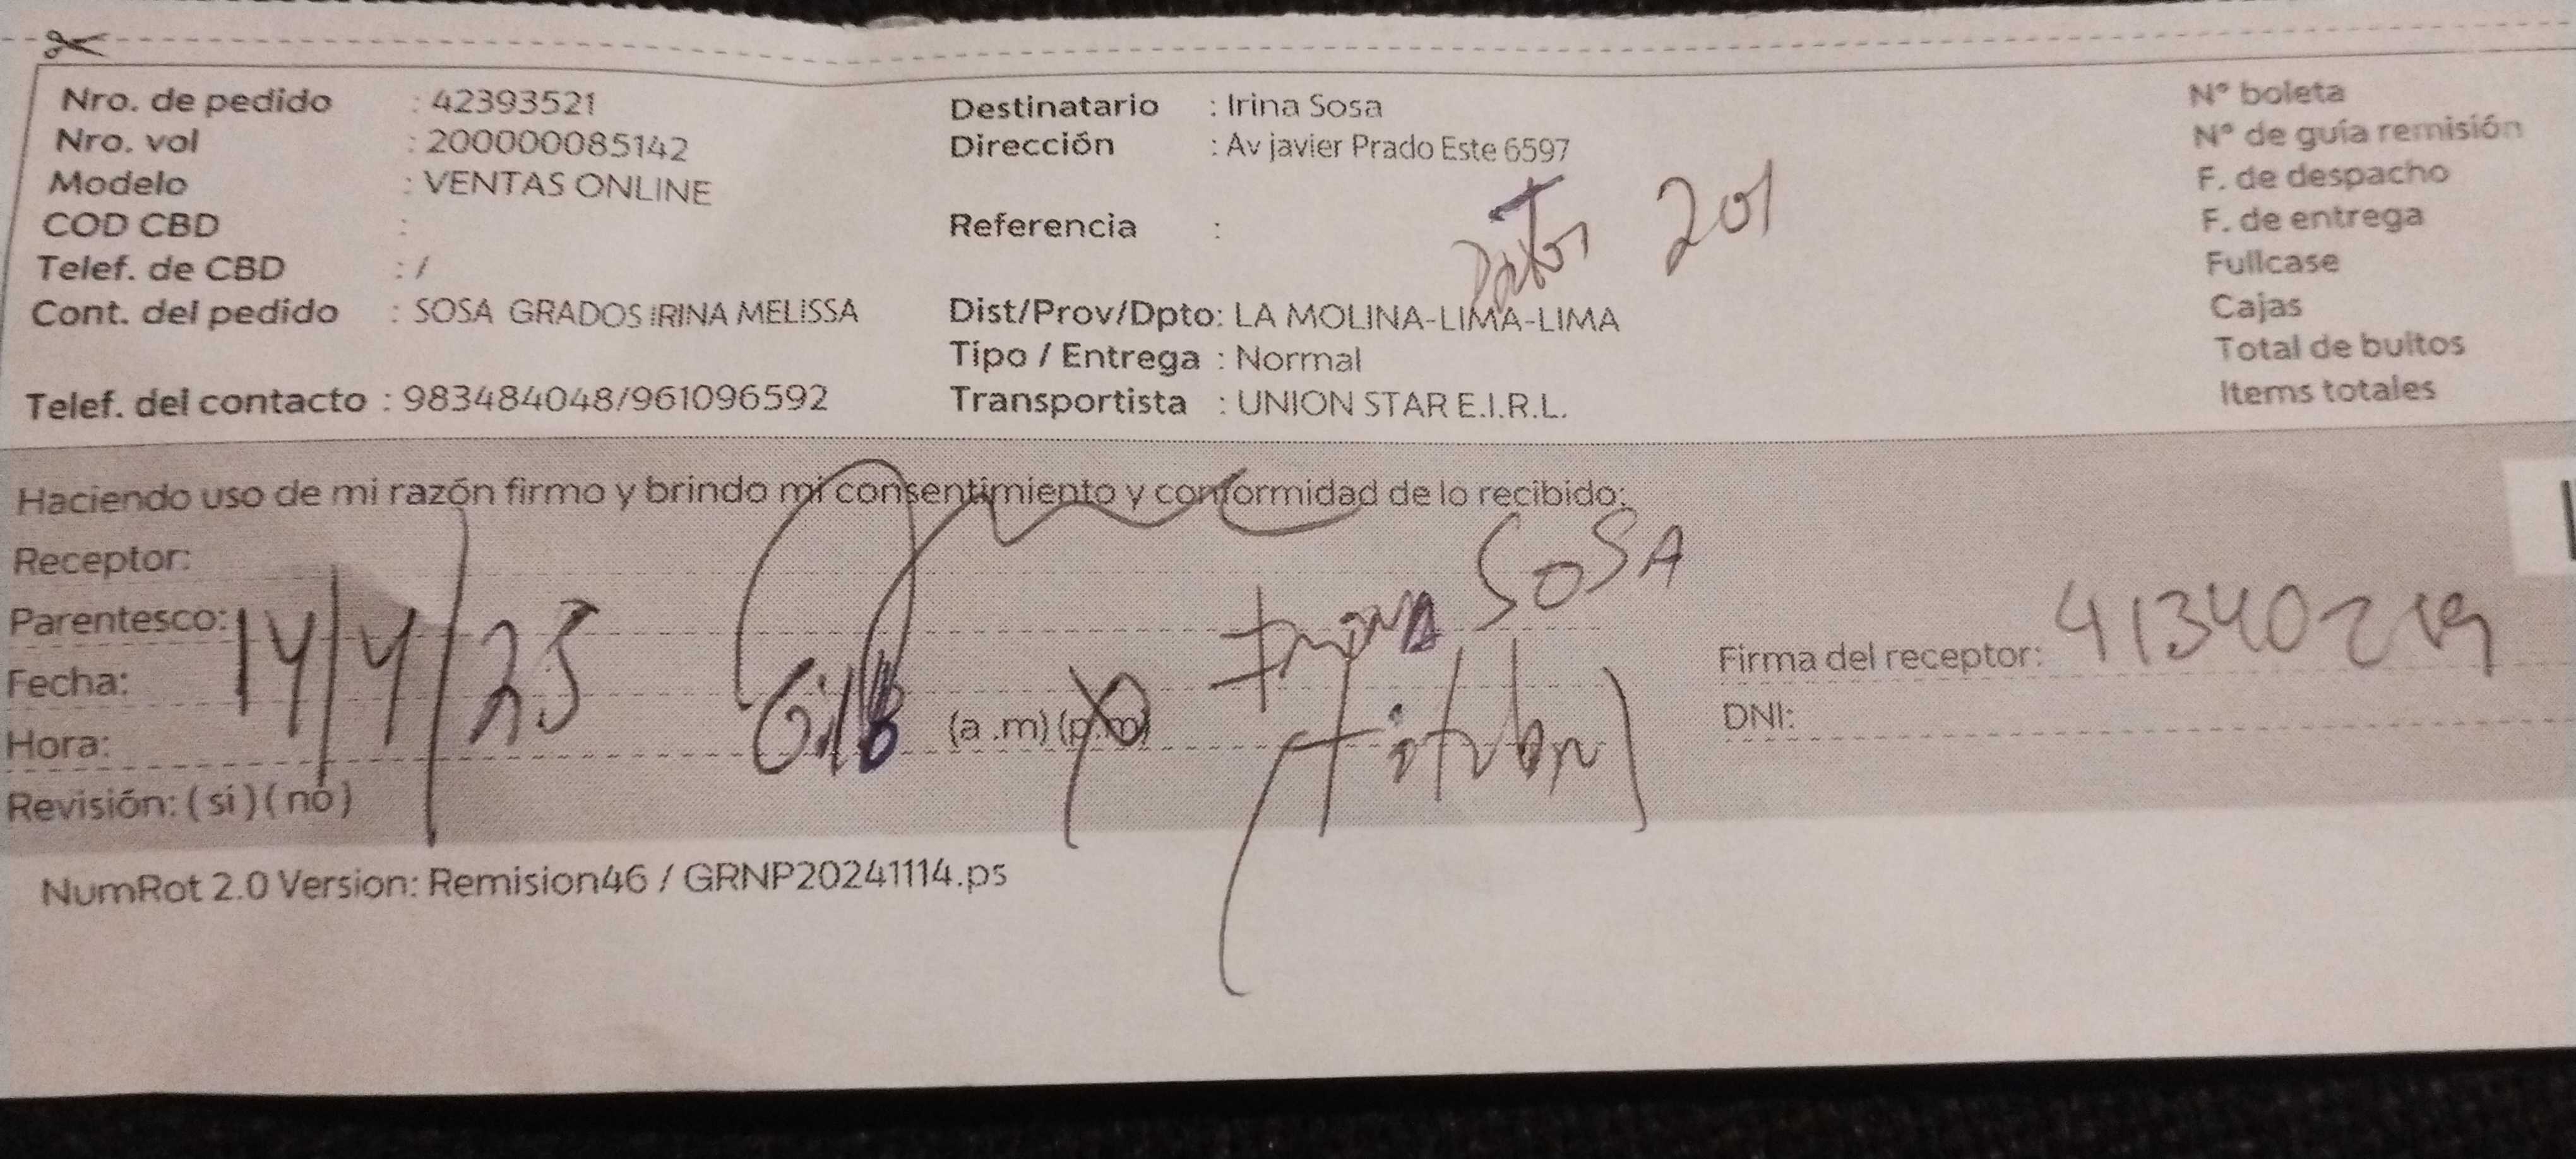 Nro. de pedido : 42393521
Nro. vol : 200000085142
Modelo : VENTAS ONLINE
COD CBD :
Telef. de CBD : /
Cont. del pedido : SOSA GRADOS IRINA MELISSA
Telef. del contacto : 983484048/961096592
Destinatario : Irina Sosa
Dirección : Av javier Prado Este 6597
Referencia :
201
Dist/Prov/Dpto: LA MOLINA-LIMA-LIMA
Tipo / Entrega : Normal
Transportista : UNION STAR E.I.R.L.
N° boleta
N° de guía remisión
F. de despacho
F. de entrega
Fullcase
Cajas
Total de bultos
Items totales
Haciendo uso de mi razón firmo y brindo mi consentimiento y conformidad de lo recibido:
Receptor:
SOSA
Parentesco:
Fecha: 14/4/25
Hora: (a .m) (p.m)
Revisión: ( si ) ( no )
(titular)
Firma del receptor: 41340219
DNI:
NumRot 2.0 Version: Remision46 / GRNP20241114.ps